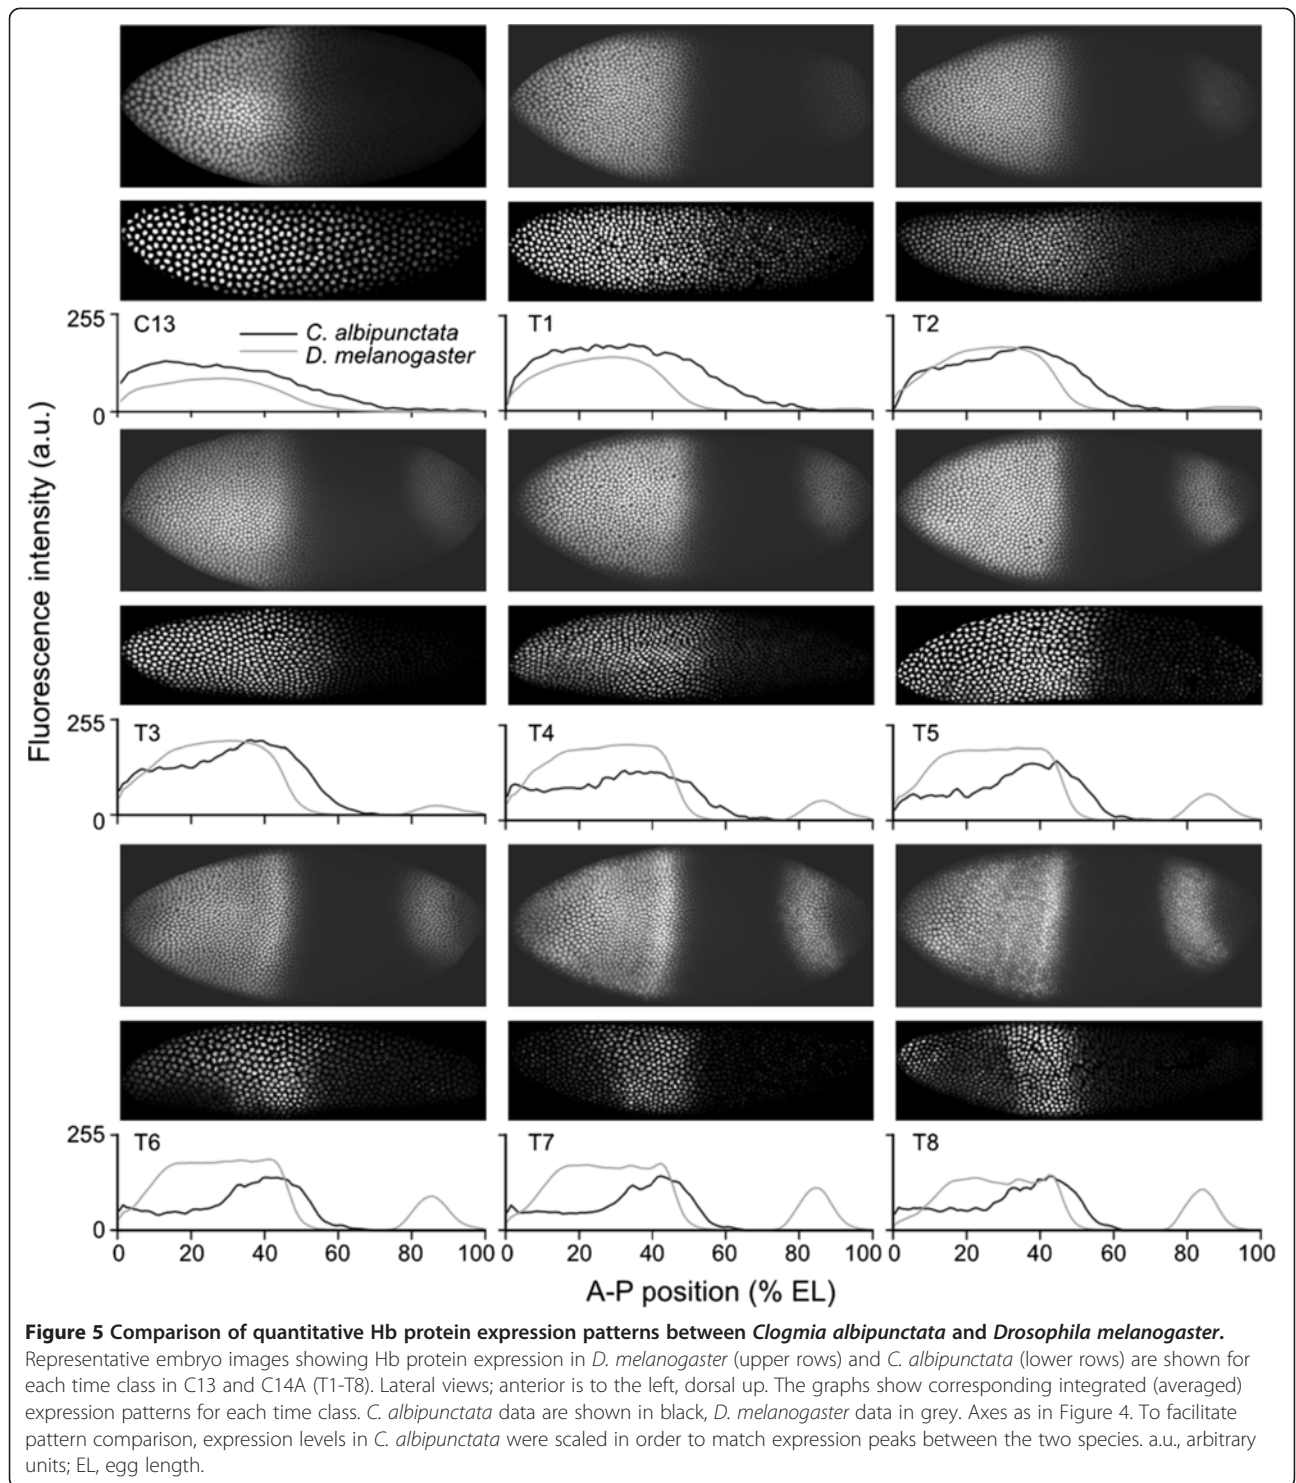 255
C13
C. albipunctata
D. melanogaster
T1
T2
0
Fluorescence intensity (a.u.)
255
T3
T4
T5
0
255
T6
T7
T8
0
0 20 40 60 80 100 0 20 40 60 80 100 0 20 40 60 80 100
A-P position (% EL)
Figure 5 Comparison of quantitative Hb protein expression patterns between Clogmia albipunctata and Drosophila melanogaster.
Representative embryo images showing Hb protein expression in D. melanogaster (upper rows) and C. albipunctata (lower rows) are shown for
each time class in C13 and C14A (T1-T8). Lateral views; anterior is to the left, dorsal up. The graphs show corresponding integrated (averaged)
expression patterns for each time class. C. albipunctata data are shown in black, D. melanogaster data in grey. Axes as in Figure 4. To facilitate
pattern comparison, expression levels in C. albipunctata were scaled in order to match expression peaks between the two species. a.u., arbitrary
units; EL, egg length.